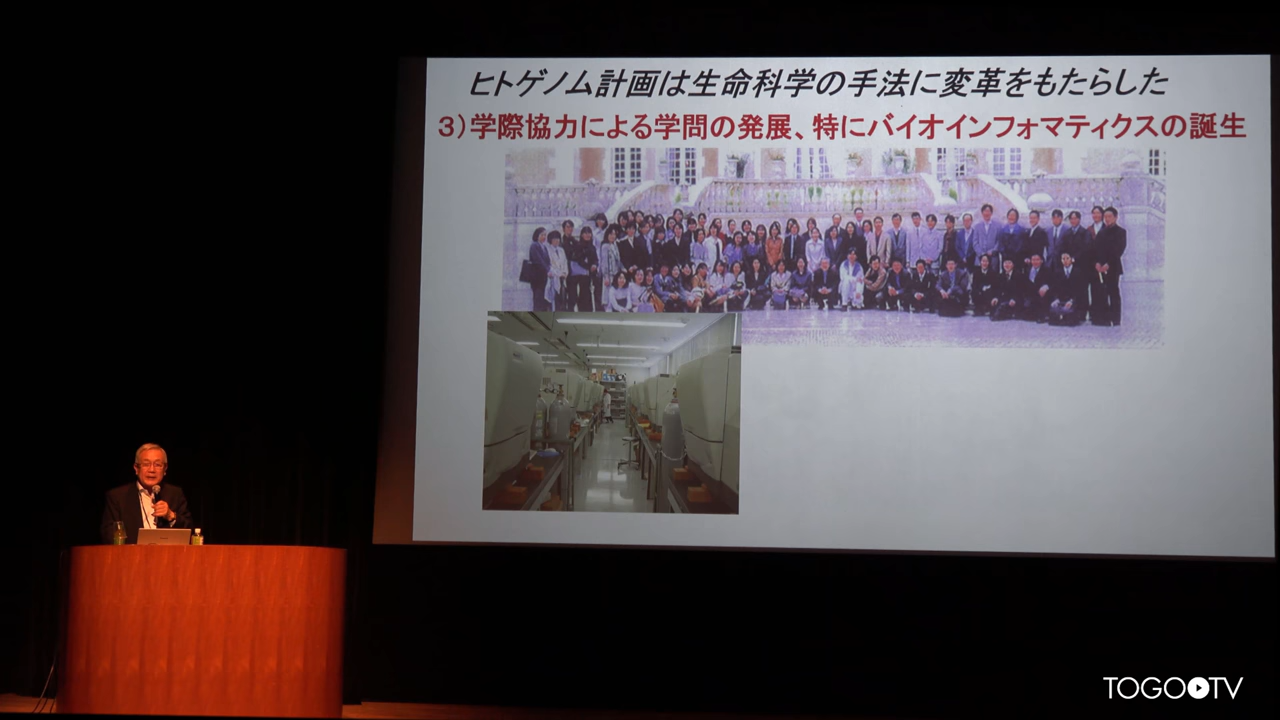 ヒトゲノム計画は生命科学の手法に変革をもたらした
3)学際協力による学問の発展、特にバイオインフォマティクスの誕生
TOGOTV